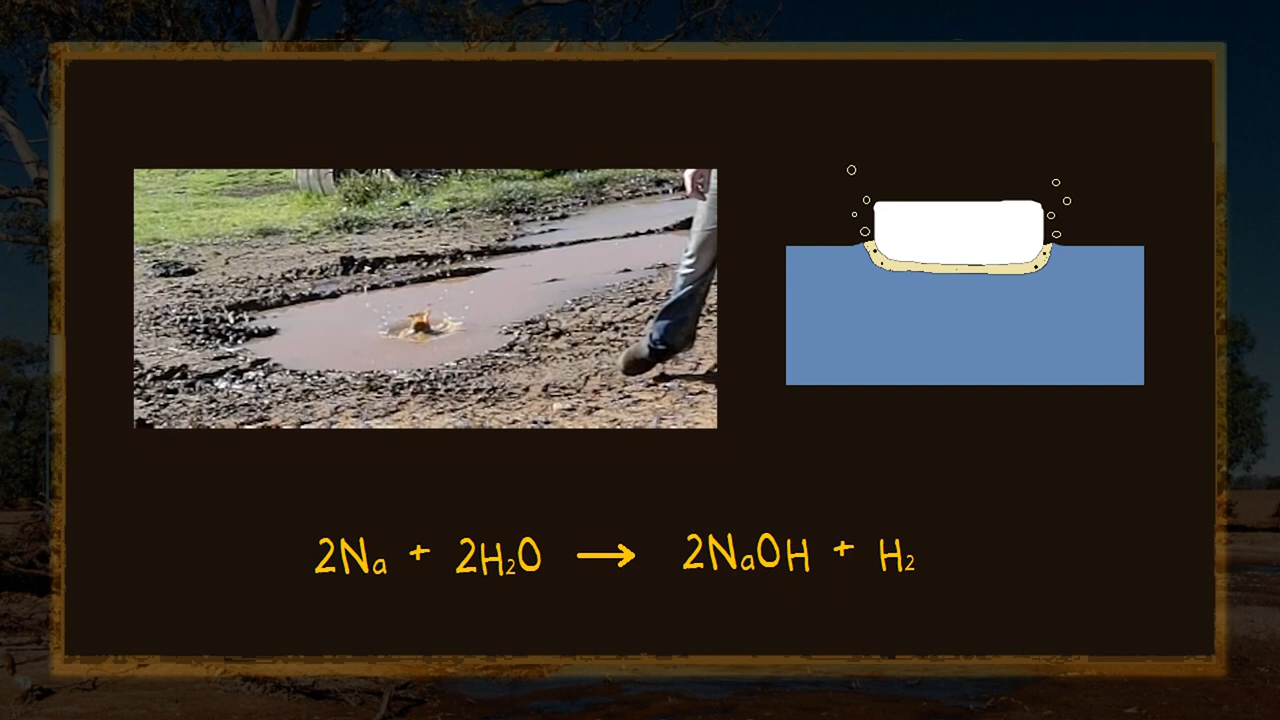 2Na + 2H₂O → 2NaOH + H₂